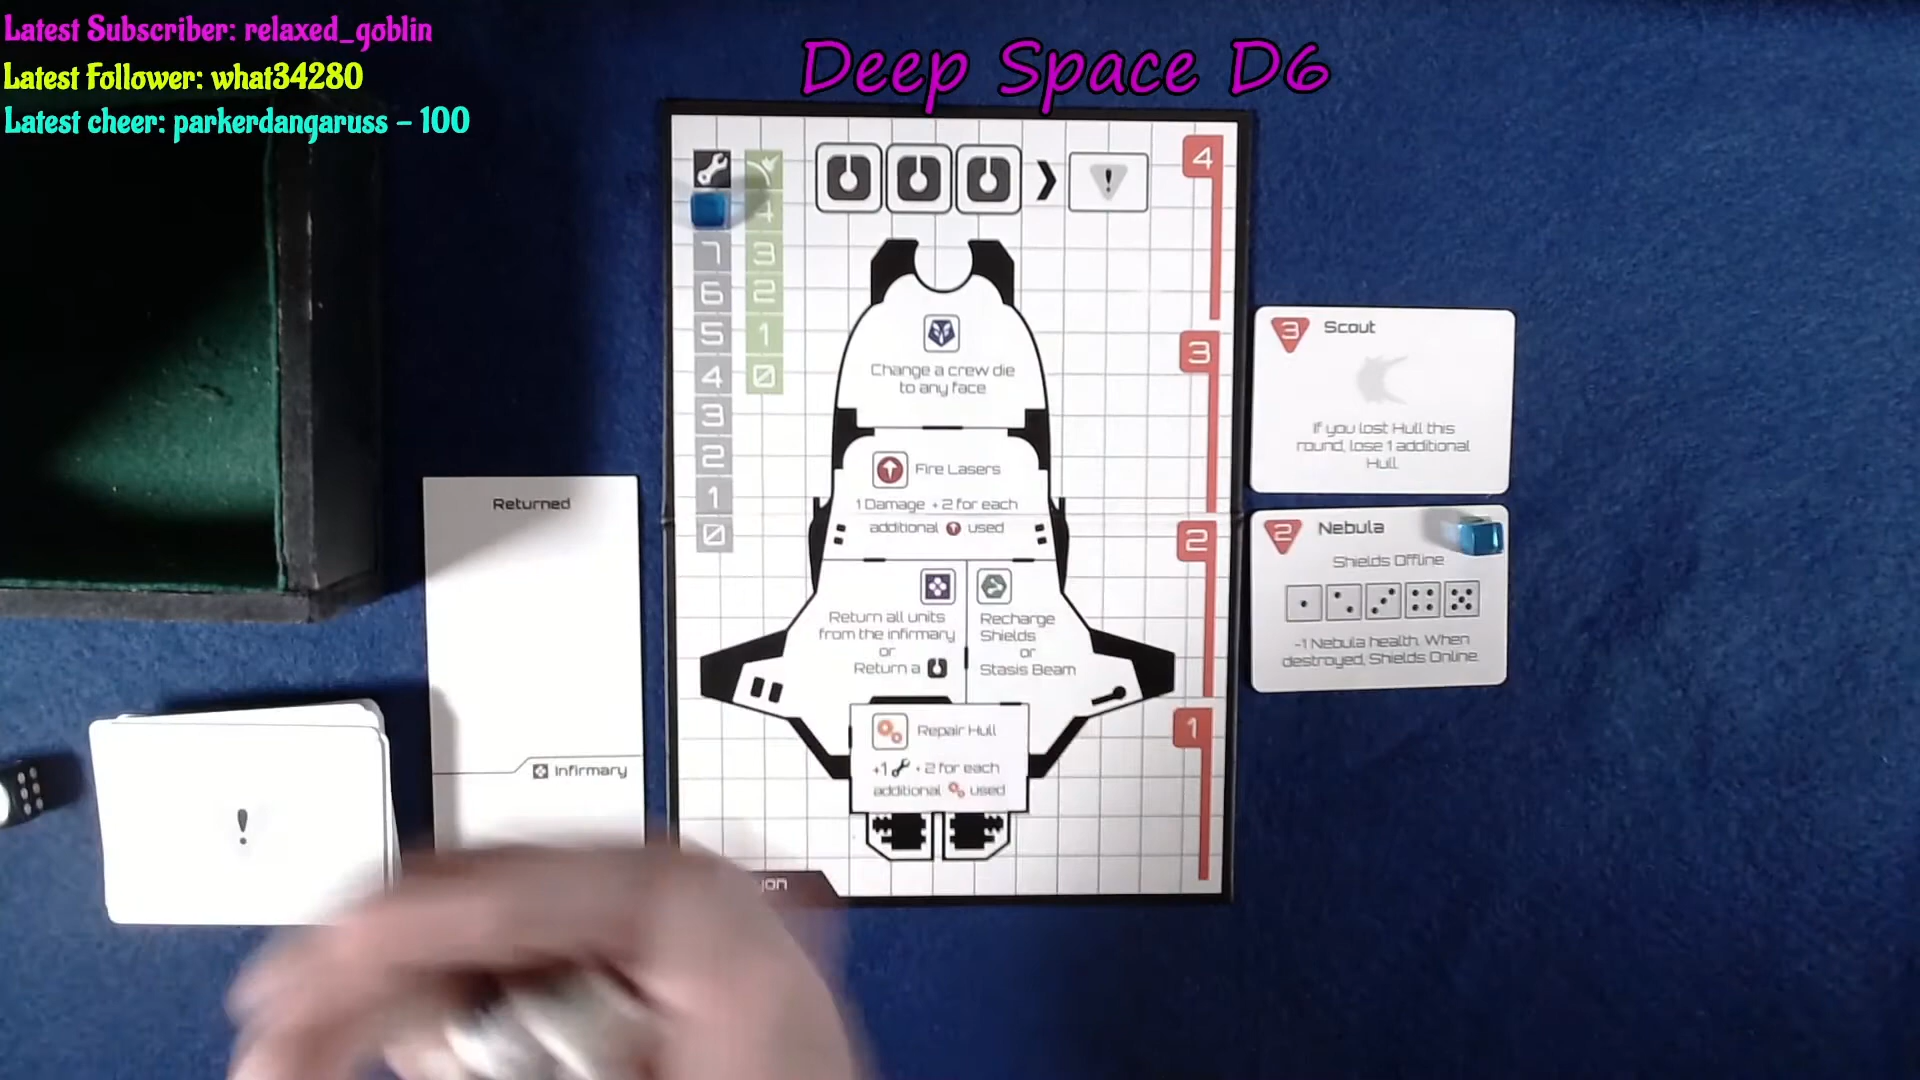 Latest Subscriber: relaxed_goblin
Latest Follower: what34280
Latest cheer: parkerdangaruss - 100
Deep Space D6
4
7
6
5
4
3
2
1
0
4
3
2
1
0
!
4
3
2
1
Change a crew die
to any face
Fire Lasers
1 Damage + 2 for each
additional used
Return all units
from the infirmary
or
Return a
Recharge
Shields
or
Stasis Beam
Repair Hull
+1 + 2 for each
additional used
3 Scout
If you lost Hull this
round, lose 1 additional
Hull.
2 Nebula
Shields Offline
-1 Nebula health. When
destroyed, Shields Online.
Returned
Infirmary
!